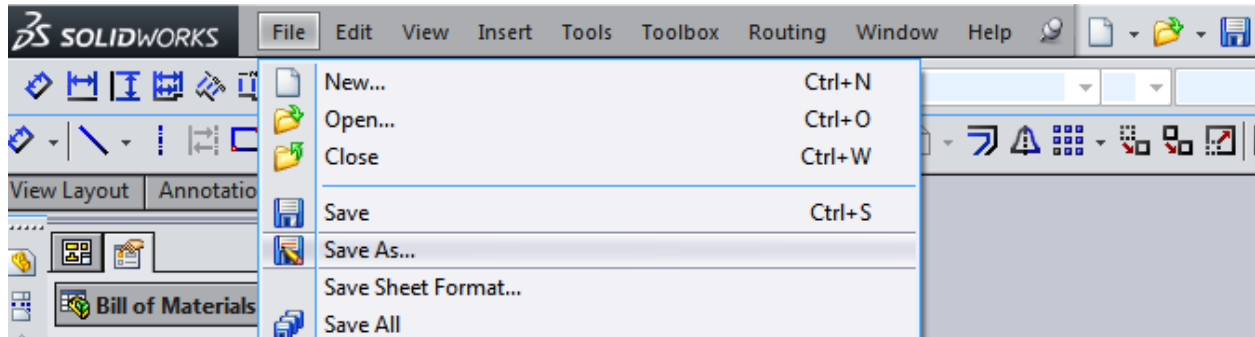 SOLIDWORKS File Edit View Insert Tools Toolbox Routing Window Help
New... Ctrl+N
Open... Ctrl+O
Close Ctrl+W
View Layout Annotatio
Save Ctrl+S
Save As...
Save Sheet Format...
Bill of Materials
Save All